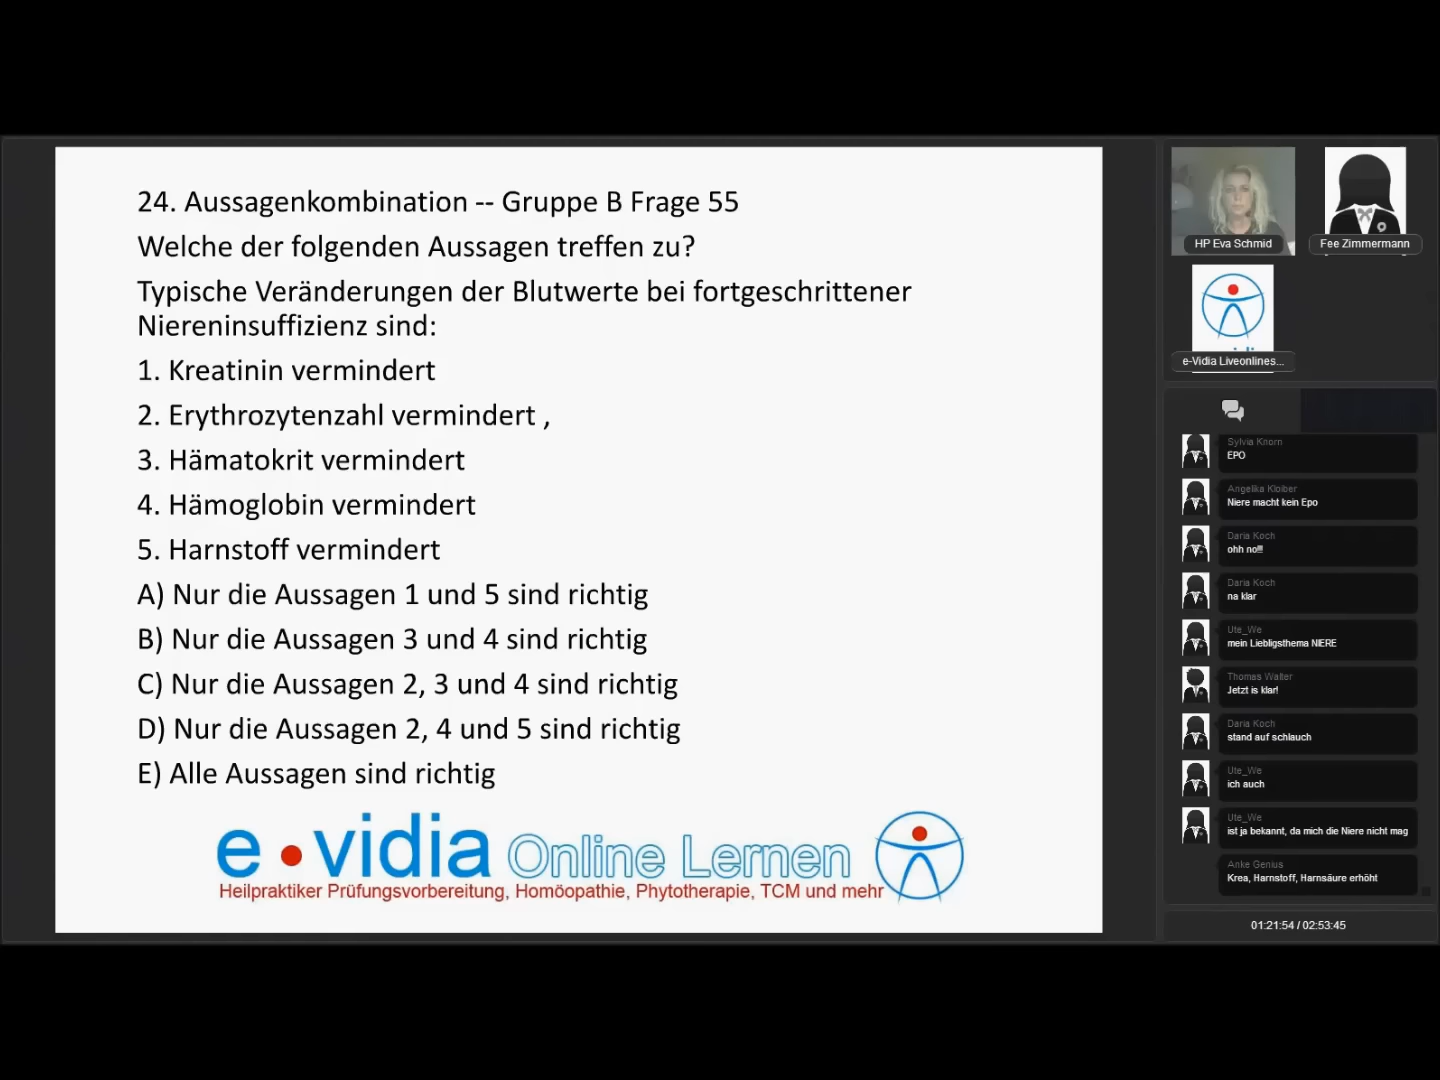 24. Aussagenkombination -- Gruppe B Frage 55
Welche der folgenden Aussagen treffen zu?
Typische Veränderungen der Blutwerte bei fortgeschrittener
Niereninsuffizienz sind:
1. Kreatinin vermindert
2. Erythrozytenzahl vermindert ,
3. Hämatokrit vermindert
4. Hämoglobin vermindert
5. Harnstoff vermindert
A) Nur die Aussagen 1 und 5 sind richtig
B) Nur die Aussagen 3 und 4 sind richtig
C) Nur die Aussagen 2, 3 und 4 sind richtig
D) Nur die Aussagen 2, 4 und 5 sind richtig
E) Alle Aussagen sind richtig
e•vidia Online Lernen
Heilpraktiker Prüfungsvorbereitung, Homöopathie, Phytotherapie, TCM und mehr
HP Eva Schmid
Fee Zimmermann
e-Vidia Liveonlines...
Sylvia Knorn
EPO
Angelika Kloiber
Niere macht kein Epo
Daria Koch
ohh no!!!
Daria Koch
na klar
Ute_We
mein Liebligsthema NIERE
Thomas Walter
Jetzt is klar!
Daria Koch
stand auf schlauch
Ute_We
ich auch
Ute_We
ist ja bekannt, da mich die Niere nicht mag
Anke Genius
Krea, Harnstoff, Harnsäure erhöht
01:21:54 / 02:53:45